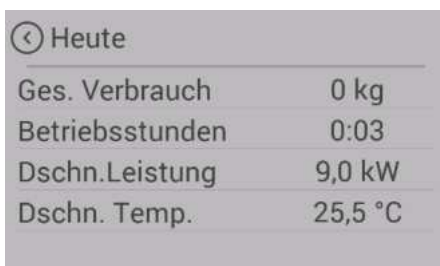 Heute
Ges. Verbrauch 0 kg
Betriebsstunden 0:03
Dschn.Leistung 9,0 kW
Dschn. Temp. 25,5 °C